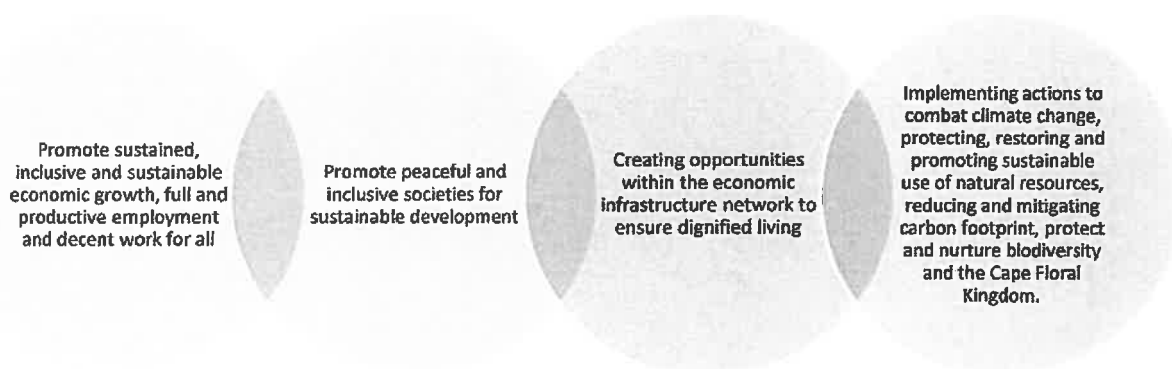 Promote sustained,
inclusive and sustainable
economic growth, full and
productive employment
and decent work for all
Promote peaceful and
inclusive societies for
sustainable development
Creating opportunities
within the economic
infrastructure network to
ensure dignified living
Implementing actions to
combat climate change,
protecting, restoring and
promoting sustainable
use of natural resources,
reducing and mitigating
carbon footprint, protect
and nurture biodiversity
and the Cape Floral
Kingdom.